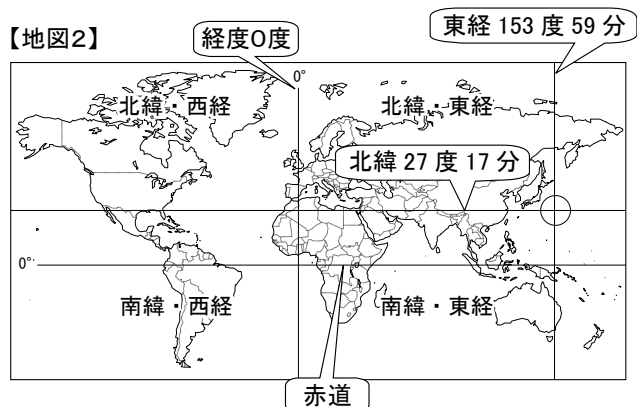 【地図2】
経度0度
東経 153 度 59 分
0°
北緯・西経
北緯・東経
北緯 27 度 17 分
0°
南緯・西経
南緯・東経
赤道